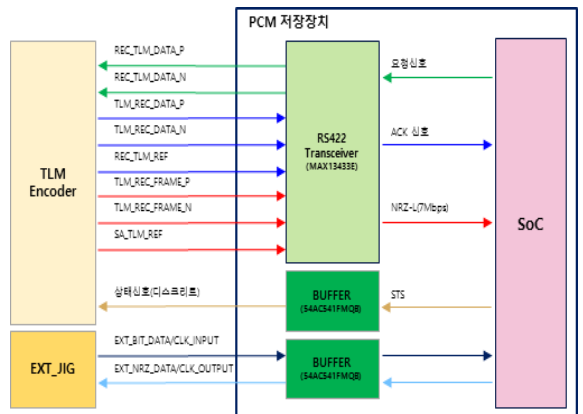 PCM 저장장치
REC_TLM_DATA_P
REC_TLM_DATA_N
TLM_REC_DATA_P
TLM_REC_DATA_N
REC_TLM_REF
TLM_REC_FRAME_P
TLM_REC_FRAME_N
SA_TLM_REF
TLM
Encoder
RS422
Transceiver
(MAX13433E)
요청신호
ACK 신호
NRZ-L(7Mbps)
SoC
상태신호(디스크리트)
BUFFER
(54AC541FMQB)
STS
EXT_JIG
EXT_BIT_DATA/CLK_INPUT
EXT_NRZ_DATA/CLK_OUTPUT
BUFFER
(54AC541FMQB)